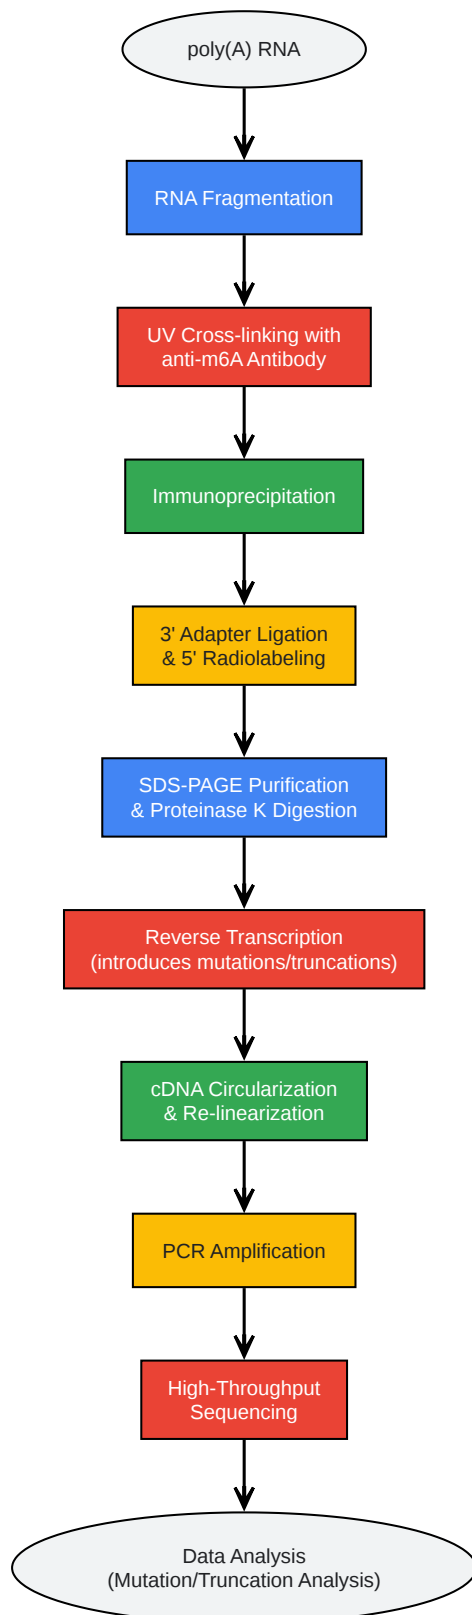 poly(A) RNA
RNA Fragmentation
UV Cross-linking with
anti-m6A Antibody
Immunoprecipitation
3' Adapter Ligation
& 5' Radiolabeling
SDS-PAGE Purification
& Proteinase K Digestion
Reverse Transcription
(introduces mutations/truncations)
cDNA Circularization
& Re-linearization
PCR Amplification
High-Throughput
Sequencing
Data Analysis
(Mutation/Truncation Analysis)